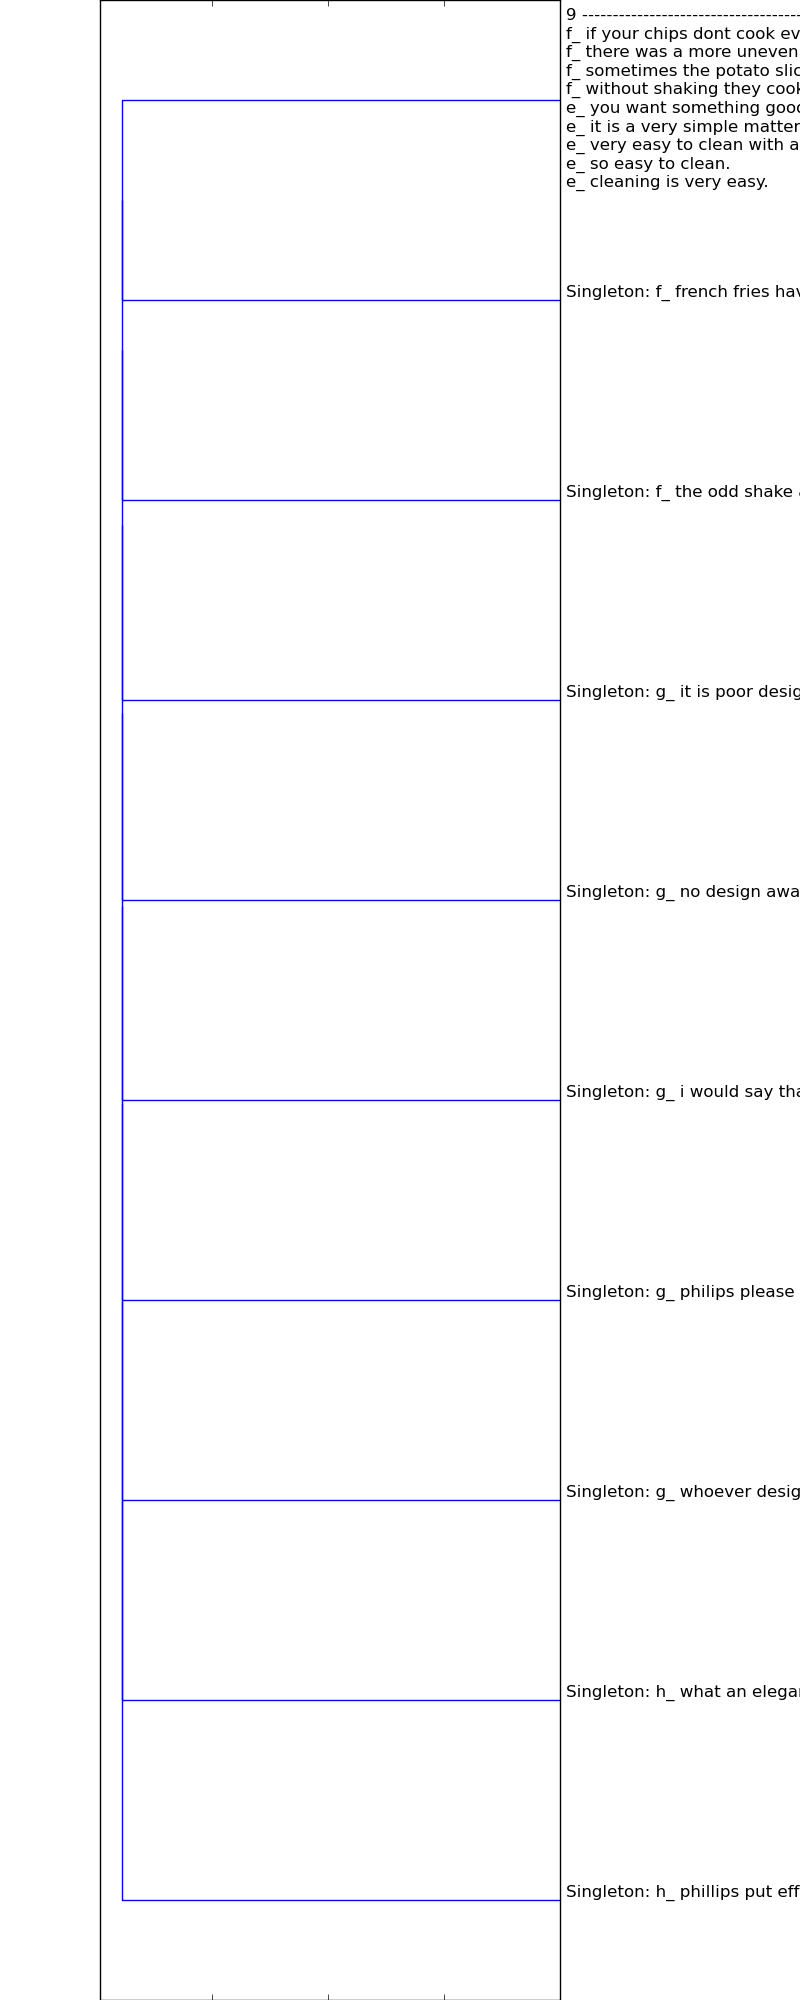 9 ------------------------------------
f_ if your chips dont cook ev
f_ there was a more uneven
f_ sometimes the potato slic
f_ without shaking they cook
e_ you want something good
e_ it is a very simple matter
e_ very easy to clean with a
e_ so easy to clean.
e_ cleaning is very easy.
Singleton: f_ french fries hav
Singleton: f_ the odd shake
Singleton: g_ it is poor desig
Singleton: g_ no design awa
Singleton: g_ i would say tha
Singleton: g_ philips please
Singleton: g_ whoever desig
Singleton: h_ what an elegan
Singleton: h_ phillips put eff